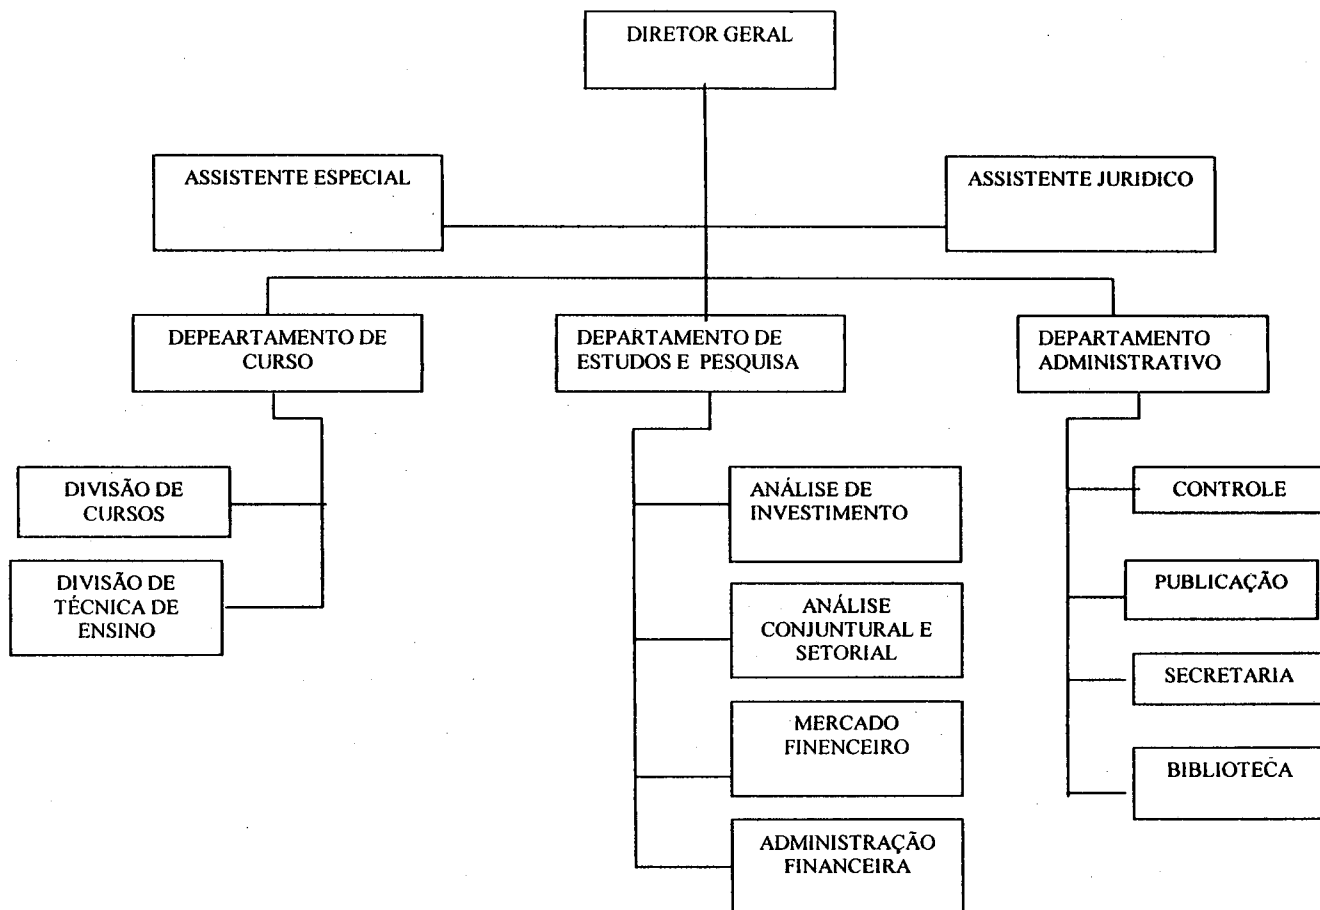 DIRETOR GERAL
ASSISTENTE ESPECIAL
ASSISTENTE JURIDICO
DEPEARTAMENTO DE
CURSO
DEPARTAMENTO DE
ESTUDOS E PESQUISA
DEPARTAMENTO
ADMINISTRATIVO
DIVISÃO DE
CURSOS
DIVISÃO DE
TÉCNICA DE
ENSINO
ANÁLISE DE
INVESTIMENTO
ANÁLISE
CONJUNTURAL E
SETORIAL
MERCADO
FINENCEIRO
ADMINISTRAÇÃO
FINANCEIRA
CONTROLE
PUBLICAÇÃO
SECRETARIA
BIBLIOTECA